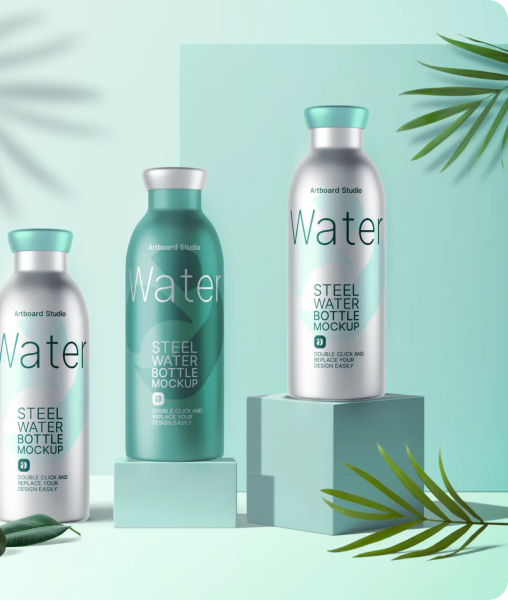 Artboard Studio
Water
STEEL
WATER
BOTTLE
MOCKUP
DOUBLE CLICK AND
REPLACE YOUR
DESIGN EASILY
Artboard Studio
Water
STEEL
WATER
BOTTLE
MOCKUP
DOUBLE CLICK AND
REPLACE YOUR
DESIGN EASILY
Artboard Studio
Water
STEEL
WATER
BOTTLE
MOCKUP
DOUBLE CLICK AND
REPLACE YOUR
DESIGN EASILY